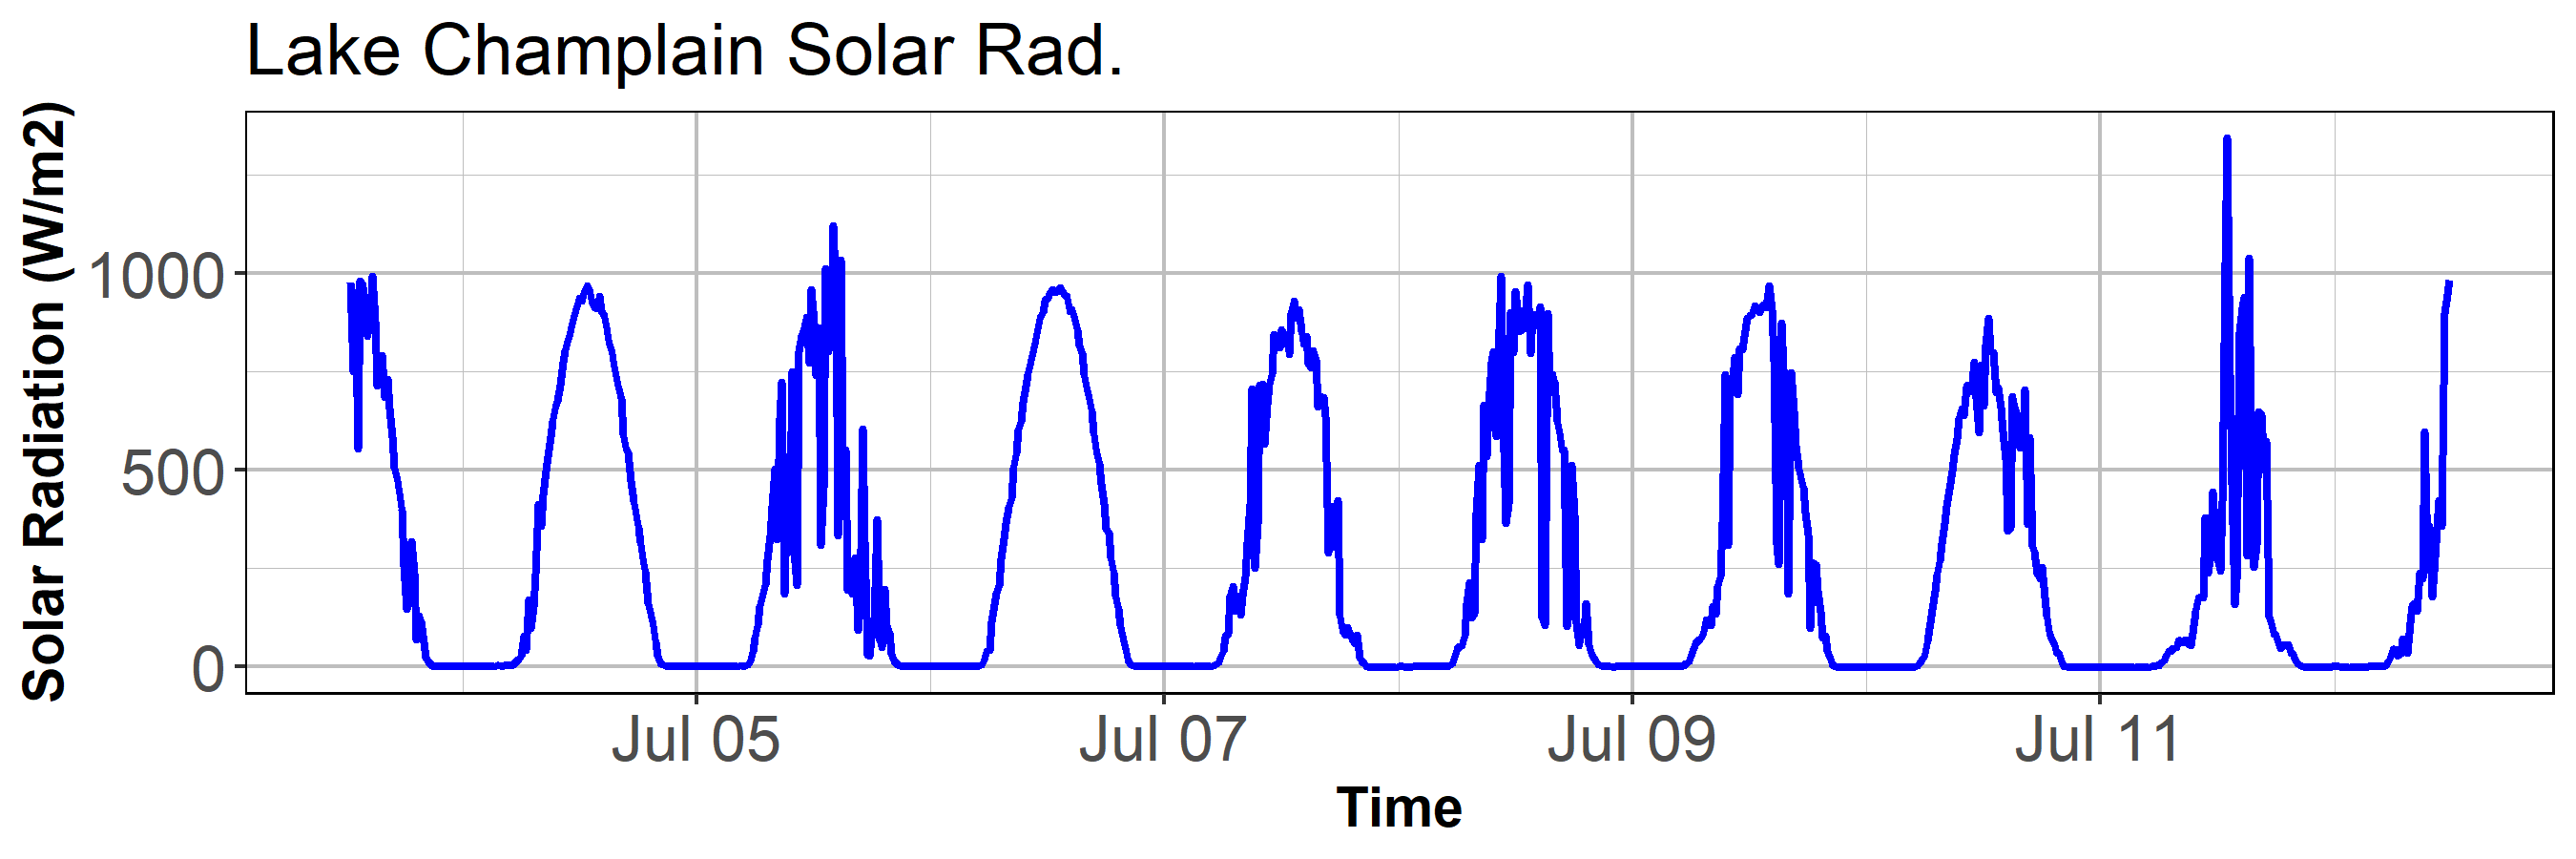 Lake Champlain Solar Rad.
Solar Radiation (W/m2)
1000
500
0
Jul 05 Jul 07 Jul 09 Jul 11
Time